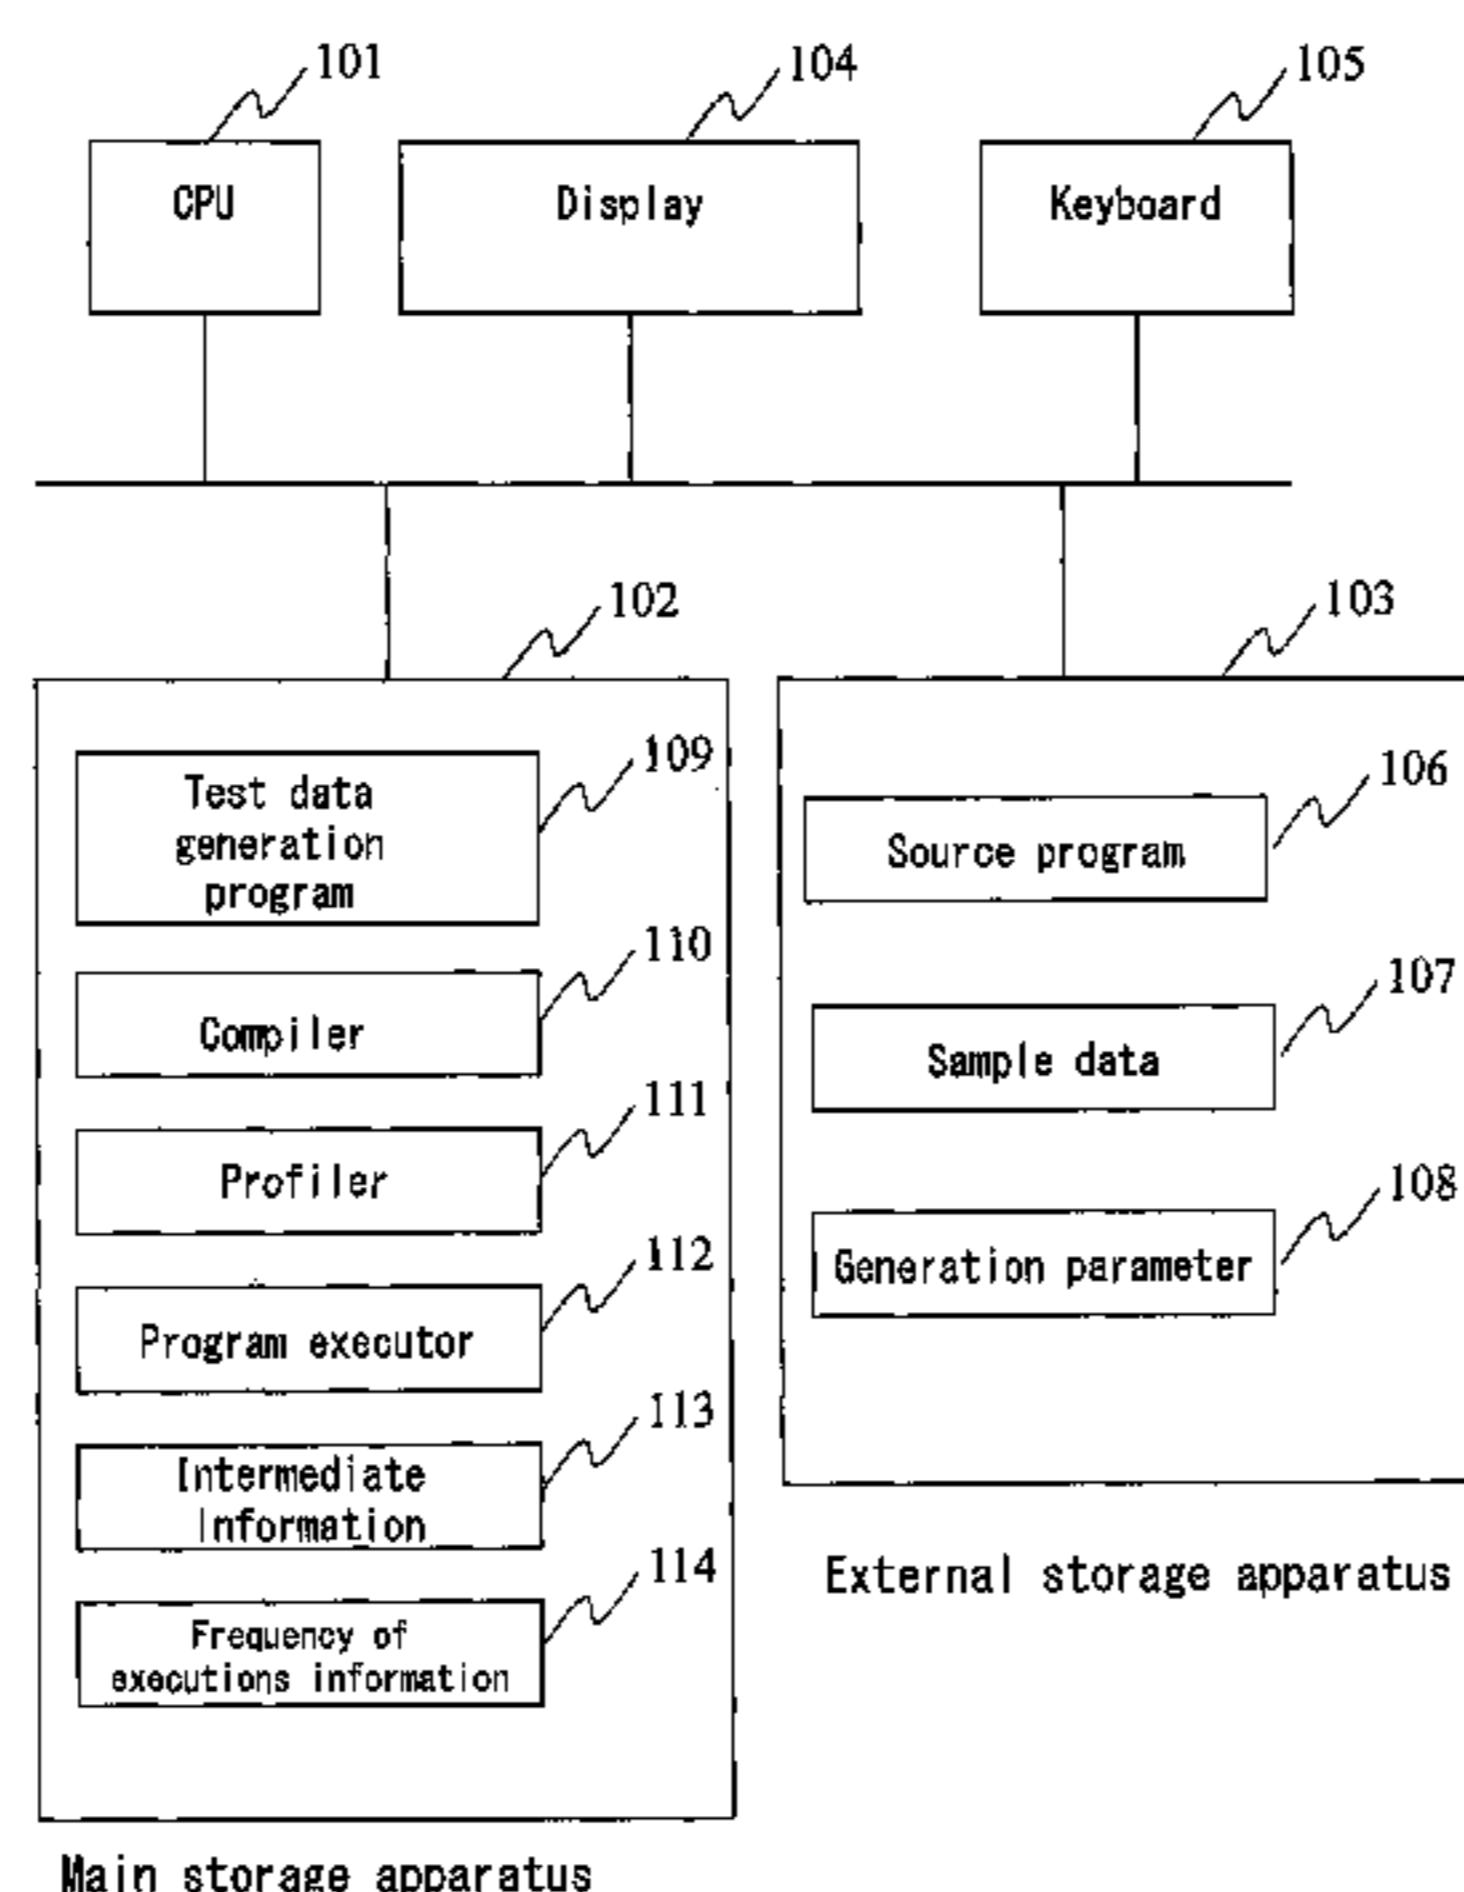 101
104
105
CPU
Display
Keyboard
102
103
109
Test data
generation
program
106
Source program
110
Compiler
107
Sample data
111
Profiler
108
Generation parameter
112
Program executor
113
Intermediate
Information
114
Frequency of
executions information
External storage apparatus
Main storage apparatus